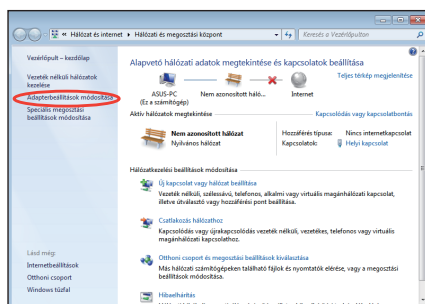 « Hálózat és internet ▸ Hálózati és megosztási központ
Keresés a Vezérlőpulton
Vezérlőpult – kezdőlap
Vezeték nélküli hálózatok
kezelése
Adapterbeállítások módosítása
Speciális megosztási
beállítások módosítása
Lásd még:
Internetbeállítások
Otthoni csoport
Windows tűzfal
Alapvető hálózati adatok megtekintése és kapcsolatok beállítása
Teljes térkép megjelenítése
ASUS-PC
(Ez a számítógép)
Nem azonosított háló...
Internet
Aktív hálózatok megtekintése
Kapcsolódás vagy kapcsolatbontás
Nem azonosított hálózat
Nyilvános hálózat
Hozzáférés típusa: Nincs internetkapcsolat
Kapcsolatok: Helyi kapcsolat
Hálózatkezelési beállítások módosítása
Új kapcsolat vagy hálózat beállítása
Vezeték nélküli, szélessávú, telefonos, alkalmi vagy virtuális magánhálózati kapcsolat,
illetve útválasztó vagy hozzáférési pont beállítása.
Csatlakozás hálózathoz
Kapcsolódás vagy újrakapcsolódás vezeték nélküli, vezetékes, telefonos vagy virtuális
magánhálózati kapcsolathoz.
Otthoni csoport és megosztási beállítások kiválasztása
Más hálózati számítógépeken található fájlok és nyomtatók elérése, vagy a megosztási
beállítások módosítása.
Hibaelhárítás